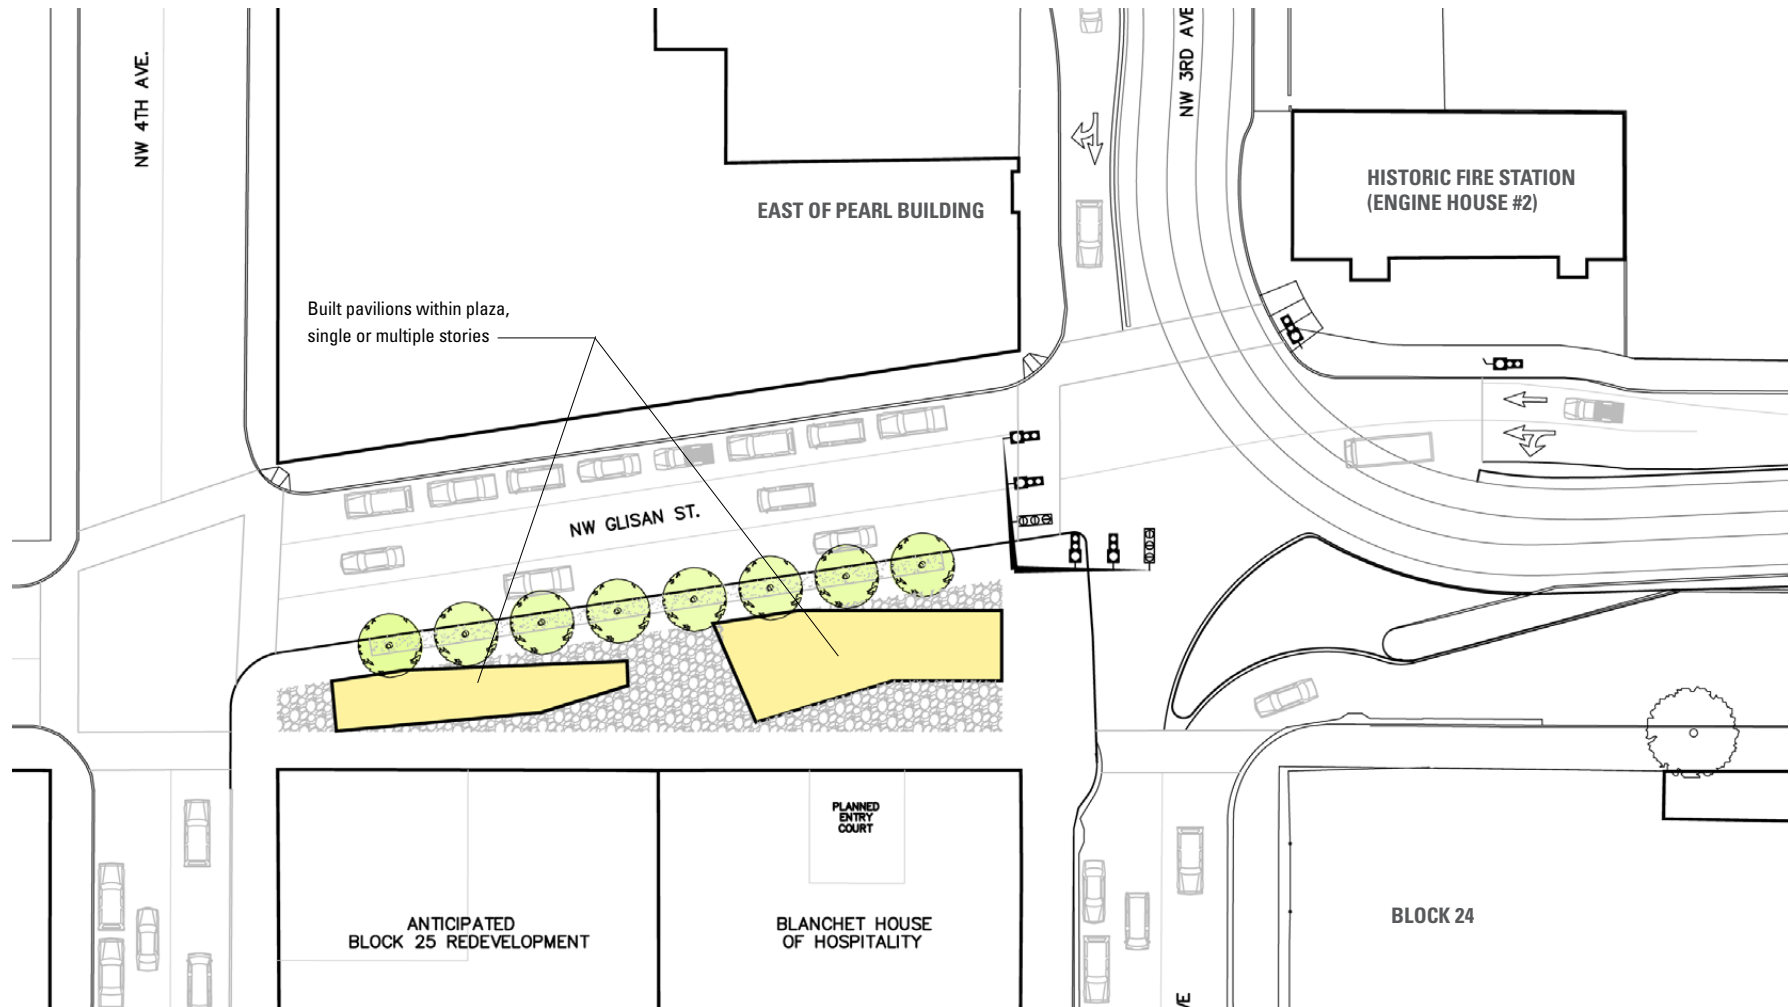 NW 4TH AVE.
NW 3RD AVE
HISTORIC FIRE STATION
(ENGINE HOUSE #2)
EAST OF PEARL BUILDING
Built pavilions within plaza,
single or multiple stories
NW GLISAN ST.
PLANNED
ENTRY
COURT
ANTICIPATED
BLOCK 25 REDEVELOPMENT
BLANCHET HOUSE
OF HOSPITALITY
BLOCK 24
VE